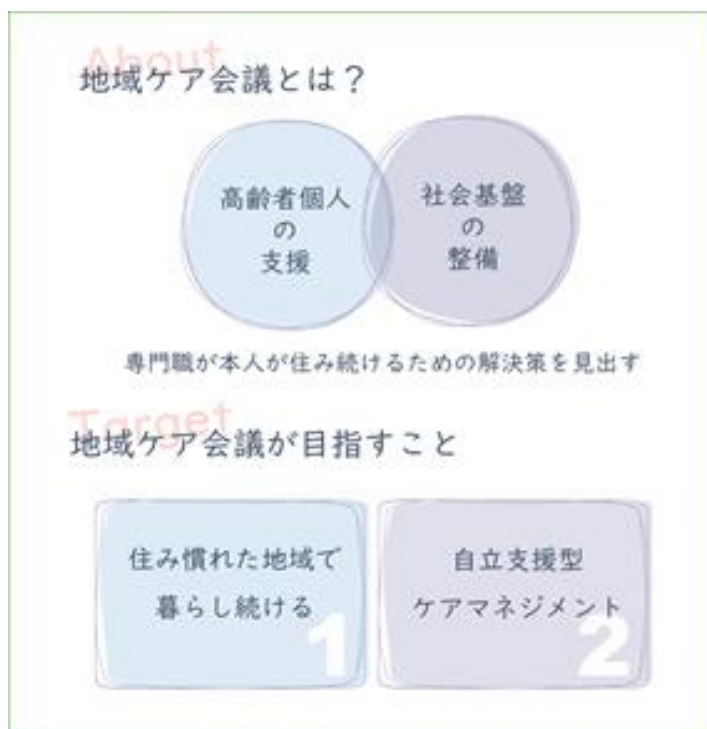 About
地域ケア会議とは？
高齢者個人
の
支援
社会基盤
の
整備
専門職が本人が住み続けるための解決策を見出す
Target
地域ケア会議が目指すこと
住み慣れた地域で
暮らし続ける
1
自立支援型
ケアマネジメント
2